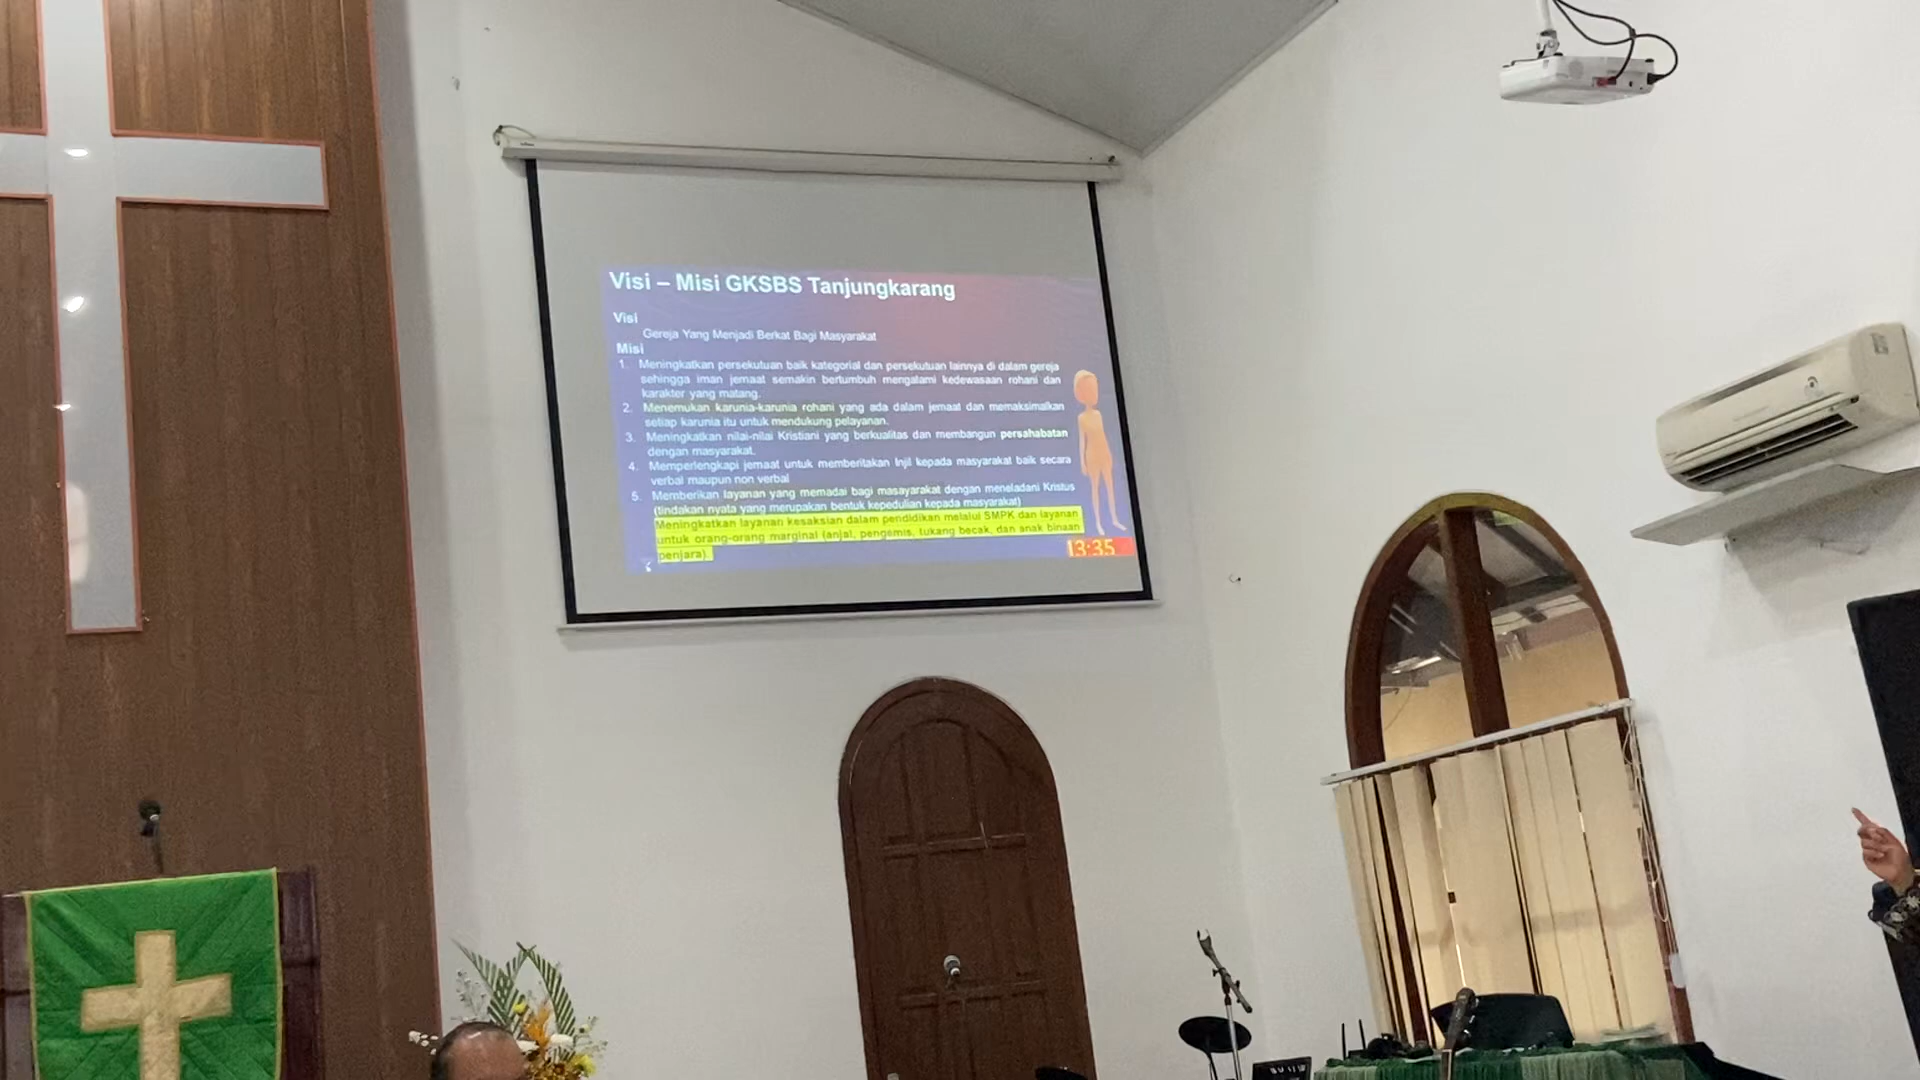 Visi – Misi GKSBS Tanjungkarang
Visi
Gereja Yang Menjadi Berkat Bagi Masyarakat
Misi
1. Meningkatkan persekutuan baik kategorial dan persekutuan lainnya di dalam gereja
sehingga iman jemaat semakin bertumbuh mengalami kedewasaan rohani dan
karakter yang matang.
2. Menemukan karunia-karunia rohani yang ada dalam jemaat dan memaksimalkan
setiap karunia itu untuk mendukung pelayanan.
3. Meningkatkan nilai-nilai Kristiani yang berkualitas dan membangun persahabatan
dengan masyarakat.
4. Memperlengkapi jemaat untuk memberitakan Injil kepada masyarakat baik secara
verbal maupun non verbal
5. Memberikan layanan yang memadai bagi masayarakat dengan meneladani Kristus
(tindakan nyata yang merupakan bentuk kepedulian kepada masyarakat)
Meningkatkan layanan kesaksian dalam pendidikan melalui SMPK dan layanan
untuk orang-orang marginal (anjal, pengemis, tukang becak, dan anak binaan
penjara).
13:35